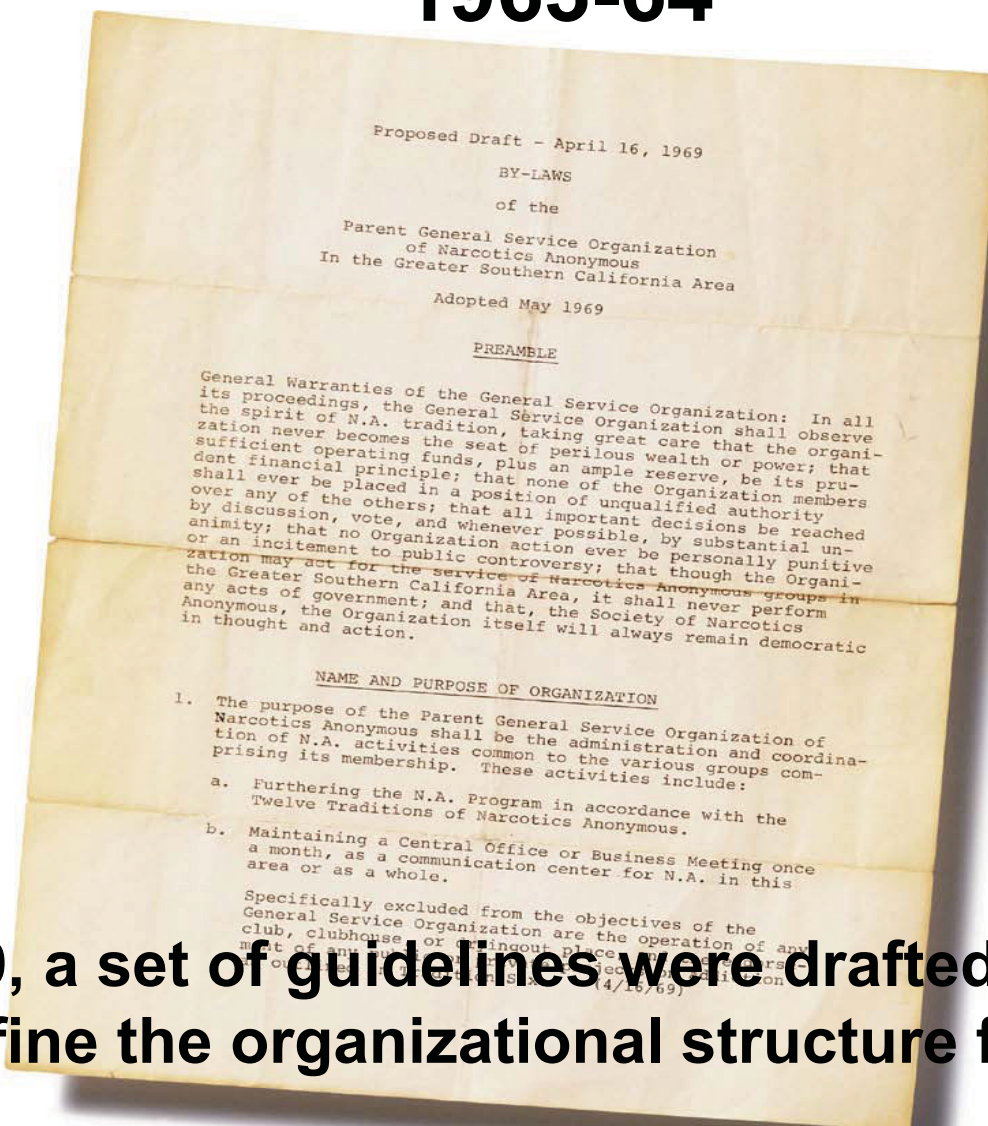 Proposed Draft - April 16, 1969
BY-LAWS
of the
Parent General Service Organization
of Narcotics Anonymous
In the Greater Southern California Area
Adopted May 1969
PREAMBLE
General Warranties of the General Service Organization: In all
its proceedings, the General Service Organization shall observe
the spirit of N.A. tradition, taking great care that the organi-
zation never becomes the seat of perilous wealth or power; that
sufficient operating funds, plus an ample reserve, be its pru-
dent financial principle; that none of the Organization members
shall ever be placed in a position of unqualified authority
over any of the others; that all important decisions be reached
by discussion, vote, and whenever possible, by substantial un-
animity; that no Organization action ever be personally punitive
or an incitement to public controversy; that though the Organi-
zation may act for the service of Narcotics Anonymous groups in
the Greater Southern California Area, it shall never perform
any acts of government; and that, the Society of Narcotics
Anonymous, the Organization itself will always remain democratic
in thought and action.
NAME AND PURPOSE OF ORGANIZATION
1. The purpose of the Parent General Service Organization of
Narcotics Anonymous shall be the administration and coordina-
tion of N.A. activities common to the various groups com-
prising its membership. These activities include:
a. Furthering the N.A. Program in accordance with the
Twelve Traditions of Narcotics Anonymous.
b. Maintaining a Central Office or Business Meeting once
a month, as a communication center for N.A. in this
area or as a whole.
Specifically excluded from the objectives of the
General Service Organization are the operation of any
club, clubhouse, or
(4/16/69)
, a set of guidelines were drafted
fine the organizational structure